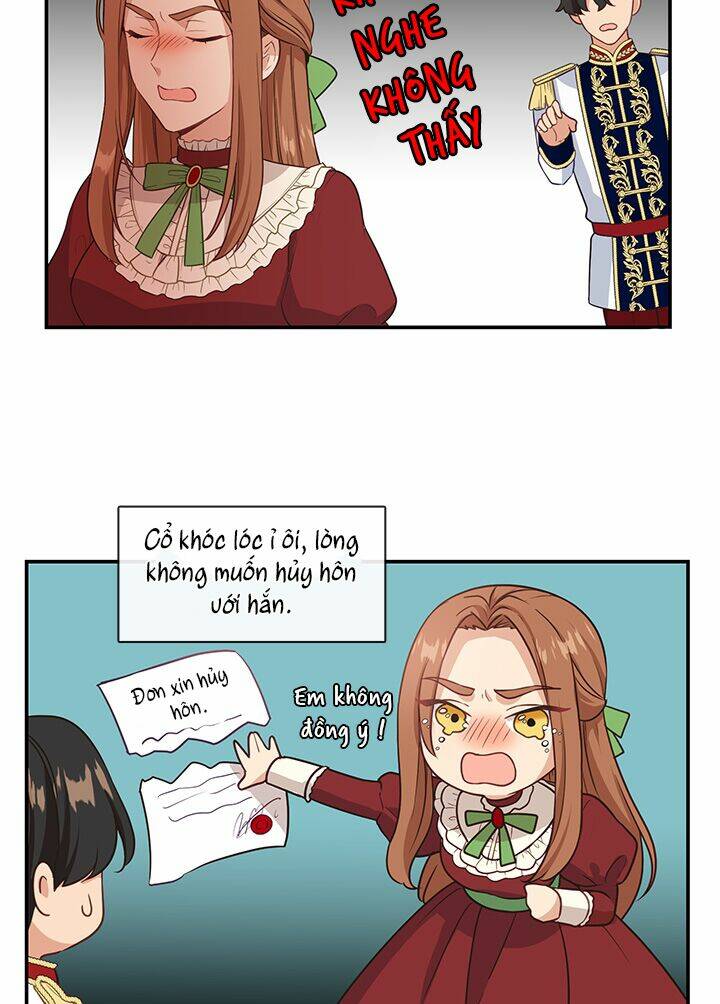 NGHE
KHÔNG
THẤY
Cổ khóc lóc ỉ ôi, lòng
không muốn hủy hôn
với hắn.
Đơn xin hủy
hôn.
Em không
đồng ý !